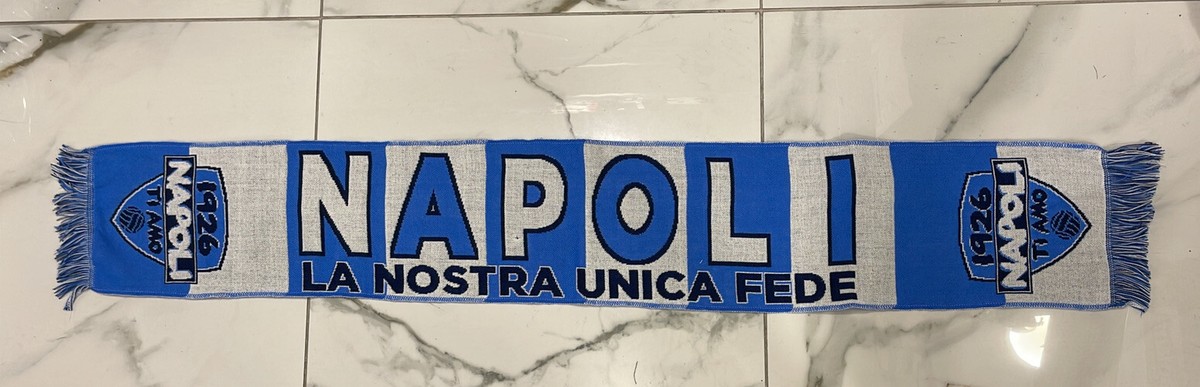 1926
NAPOLI
TI AMO
NAPOLI
LA NOSTRA UNICA FEDE
1926
NAPOLI
TI AMO